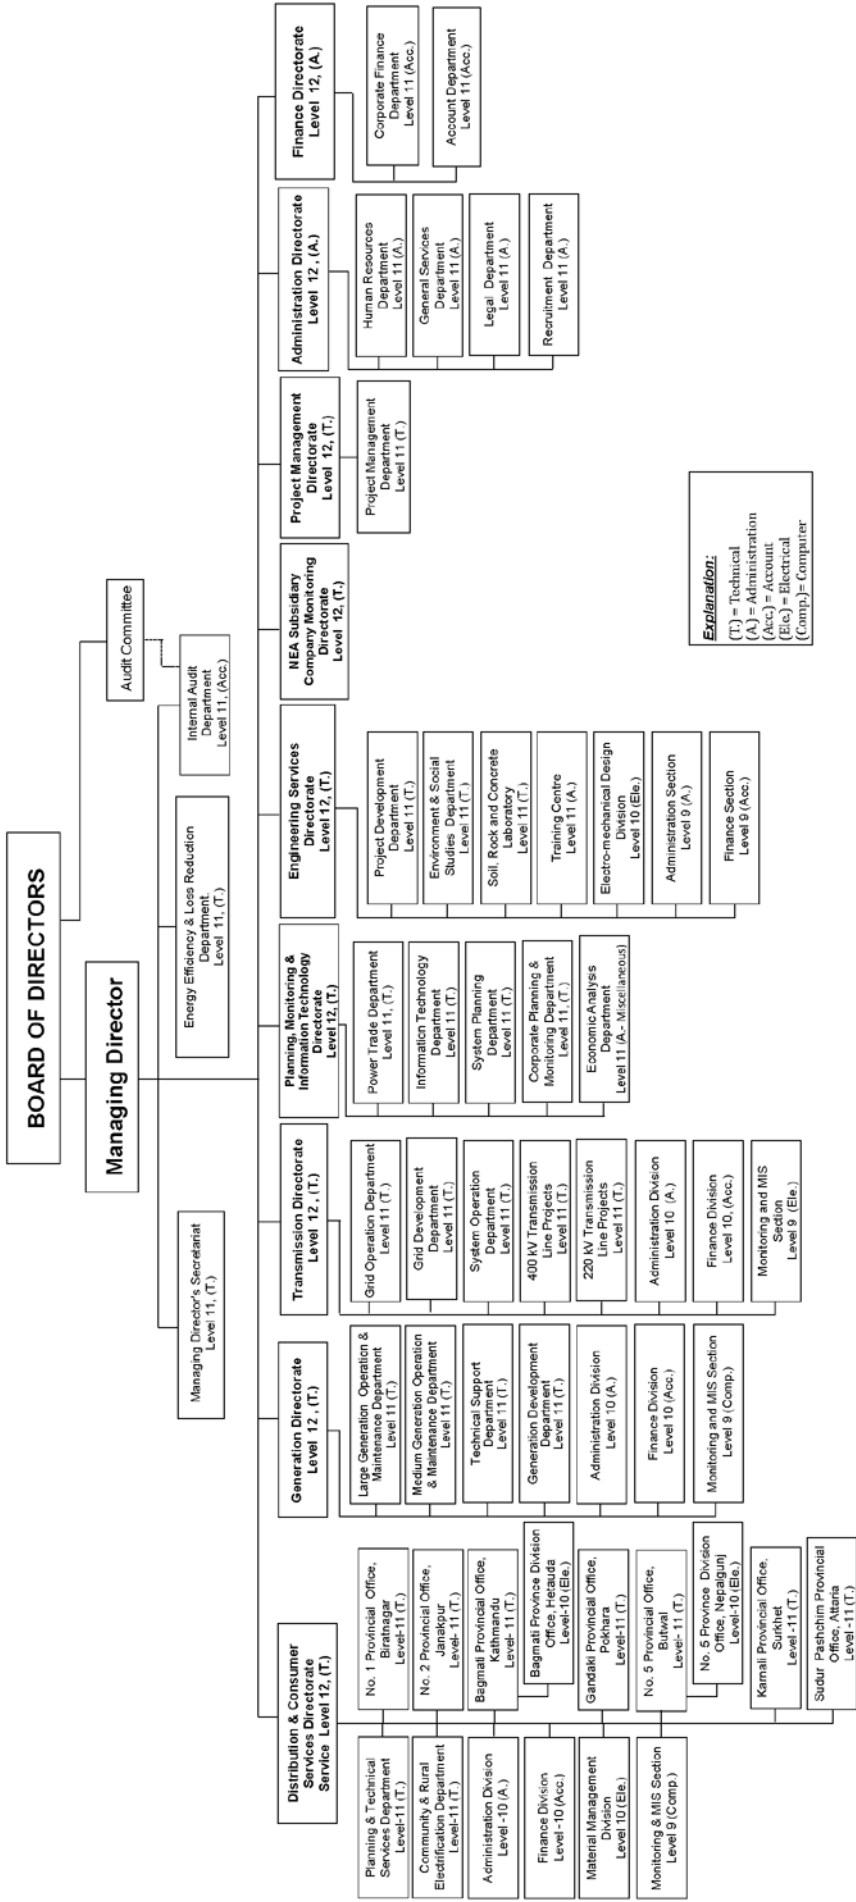 BOARD OF DIRECTORS
Managing Director
Audit Committee
Managing Director's Secretariat
Level 11, (T.)
Energy Efficiency & Loss Reduction
Department.
Level 11, (T.)
Internal Audit
Department
Level 11, (Acc.)
Distribution & Consumer
Services Directorate
Service Level 12, (T.)
Planning & Technical
Services Department
Level-11 (T.)
Community & Rural
Electrification Department
Level-11 (T.)
Administration Division
Level -10 (A.)
Finance Division
Level -10 (Acc.)
Material Management
Division
Level 10 (Ele.)
Monitoring & MIS Section
Level 9 (Comp.)
No. 1 Provincial Office,
Biratnagar
Level-11 (T.)
No. 2 Provincial Office,
Janakpur
Level- 11 (T.)
Bagmati Provincial Office,
Kathmandu
Level- 11 (T.)
Bagmati Province Division
Office, Hetauda
Level-10 (Ele.)
Gandaki Provincial Office,
Pokhara
Level-11 (T.)
No. 5 Provincial Office,
Butwal
Level- 11 (T.)
No. 5 Province Division
Office, Nepalgunj
Level-10 (Ele.)
Karnali Provincial Office,
Surkhet
Level -11 (T.)
Sudur Pashchim Provincial
Office, Attaria
Level -11 (T.)
Generation Directorate
Level 12 , (T.)
Large Generation Operation &
Maintenance Department
Level 11 (T.)
Medium Generation Operation
& Maintenance Department
Level 11 (T.)
Technical Support
Department
Level 11 (T.)
Generation Development
Department
Level 11 (T.)
Administration Division
Level 10 (A.)
Finance Division
Level 10 (Acc.)
Monitoring and MIS Section
Level 9 (Comp.)
Transmission Directorate
Level 12 , (T.)
Grid Operation Department
Level 11 (T.)
Grid Development
Department
Level 11 (T.)
System Operation
Department
Level 11 (T.)
400 kV Transmission
Line Projects
Level 11 (T.)
220 kV Transmission
Line Projects
Level 11 (T.)
Administration Division
Level 10 (A.)
Finance Division
Level 10, (Acc.)
Monitoring and MIS
Section
Level 9 (Ele.)
Planning, Monitoring &
Information Technology
Directorate
Level 12, (T.)
Power Trade Department
Level 11, (T.)
Information Technology
Department
Level 11 (T.)
System Planning
Department
Level 11 (T.)
Corporate Planning &
Monitoring Department
Level 11, (T.)
Economic Analysis
Department
Level 11 (A.- Miscellaneous)
Engineering Services
Directorate
Level 12, (T.)
Project Development
Department
Level 11 (T.)
Environment & Social
Studies Department
Level 11 (T.)
Soil, Rock and Concrete
Laboratory
Level 11 (T.)
Training Centre
Level 11 (A.)
Electro-mechanical Design
Division
Level 10 (Ele.)
Administration Section
Level 9 (A.)
Finance Section
Level 9 (Acc.)
NEA Subsidiary
Company Monitoring
Directorate
Level 12, (T.)
Project Management
Directorate
Level 12, (T.)
Project Management
Department
Level 11 (T.)
Administration Directorate
Level 12 , (A.)
Human Resources
Department
Level 11 (A.)
General Services
Department
Level 11 (A.)
Legal Department
Level 11 (A.)
Recruitment Department
Level 11 (A.)
Finance Directorate
Level 12, (A.)
Corporate Finance
Department
Level 11 (Acc.)
Account Department
Level 11 (Acc.)
Explanation:
(T.) = Technical
(A.) = Administration
(Acc.) = Account
(Ele.) = Electrical
(Comp.)= Computer